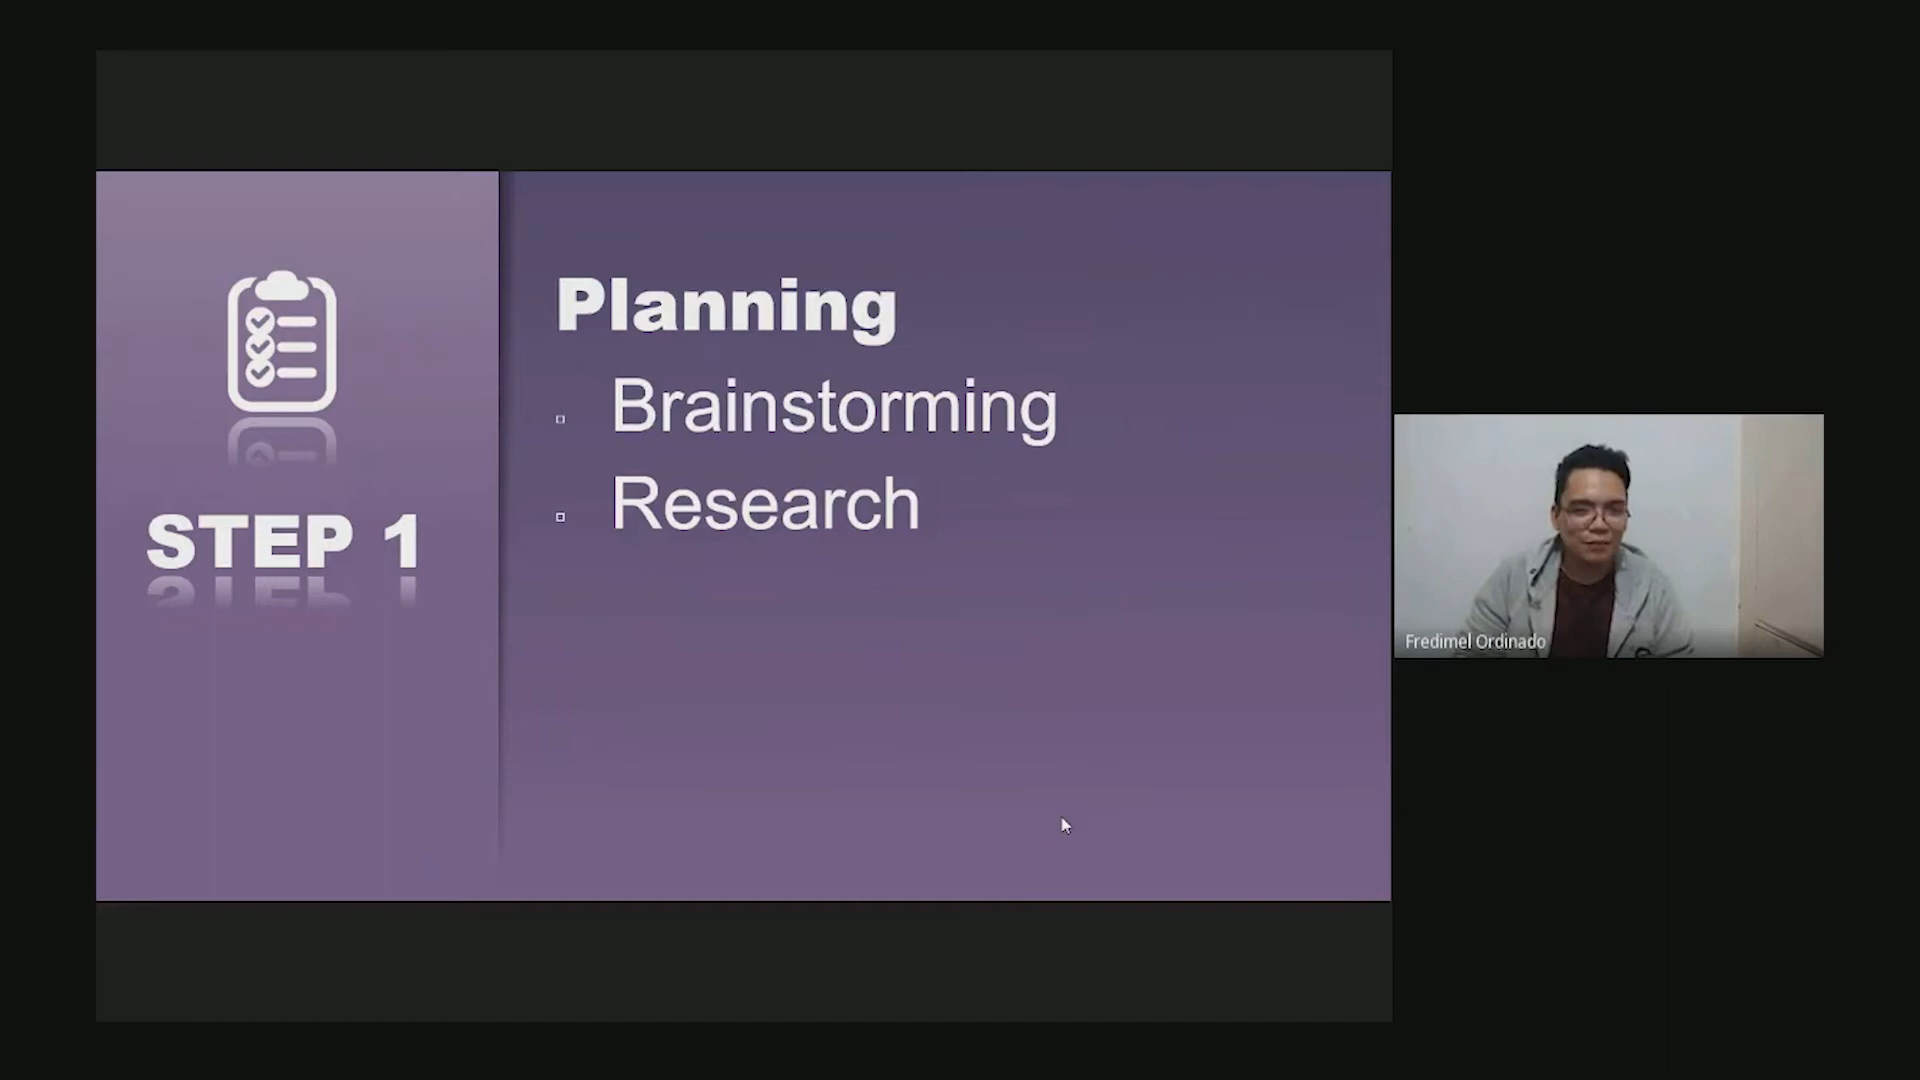 STEP 1
Planning
Brainstorming
Research
Fredimel Ordinado